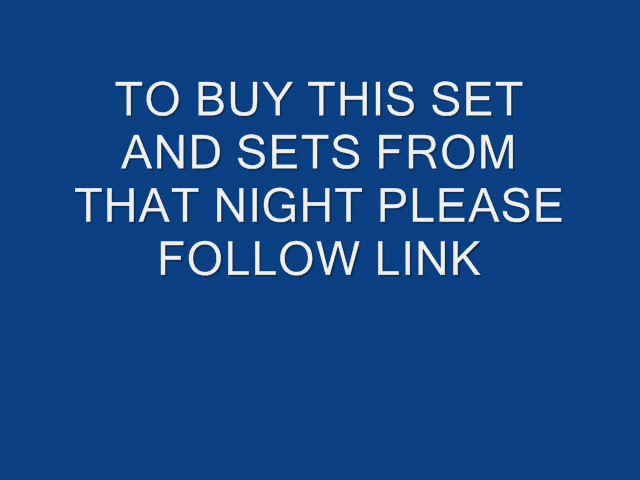 TO BUY THIS SET
AND SETS FROM
THAT NIGHT PLEASE
FOLLOW LINK